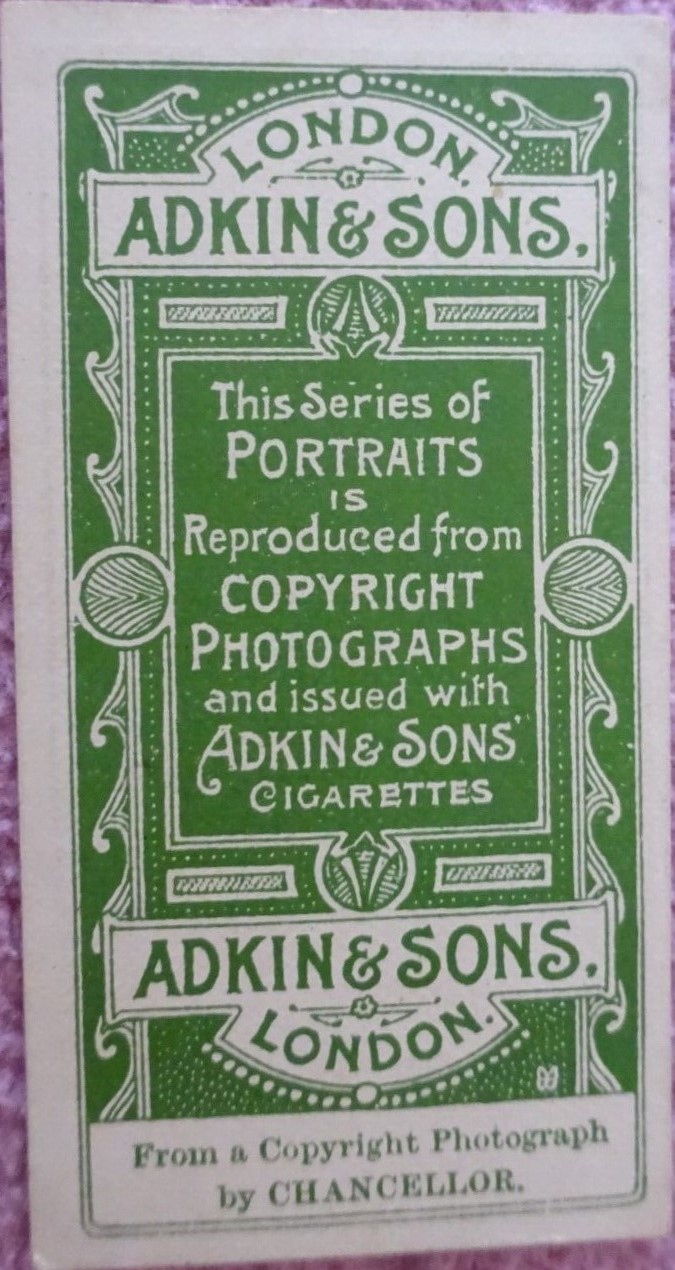 LONDON.
ADKIN & SONS.
This Series of
PORTRAITS
IS
Reproduced from
COPYRIGHT
PHOTOGRAPHS
and issued with
ADKIN & SONS'
CIGARETTES
ADKIN & SONS.
LONDON.
From a Copyright Photograph
by CHANCELLOR.